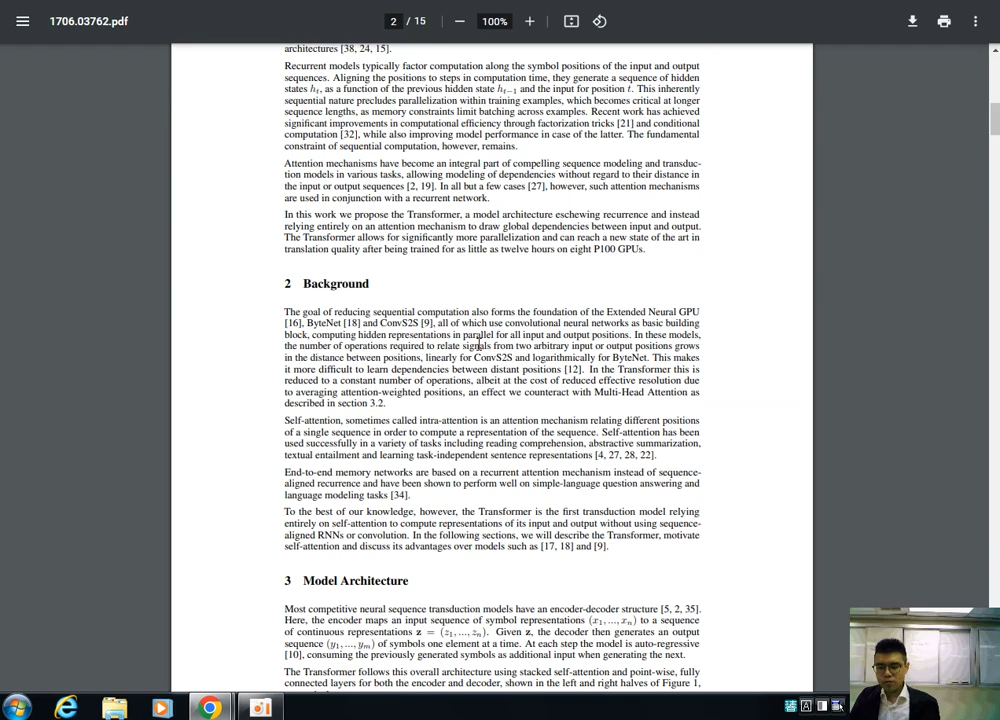 1706.03762.pdf
2 / 15
100%
architectures [38, 24, 15].
Recurrent models typically factor computation along the symbol positions of the input and output
sequences. Aligning the positions to steps in computation time, they generate a sequence of hidden
states hₜ, as a function of the previous hidden state hₜ₋₁ and the input for position t. This inherently
sequential nature precludes parallelization within training examples, which becomes critical at longer
sequence lengths, as memory constraints limit batching across examples. Recent work has achieved
significant improvements in computational efficiency through factorization tricks [21] and conditional
computation [32], while also improving model performance in case of the latter. The fundamental
constraint of sequential computation, however, remains.
Attention mechanisms have become an integral part of compelling sequence modeling and transduc-
tion models in various tasks, allowing modeling of dependencies without regard to their distance in
the input or output sequences [2, 19]. In all but a few cases [27], however, such attention mechanisms
are used in conjunction with a recurrent network.
In this work we propose the Transformer, a model architecture eschewing recurrence and instead
relying entirely on an attention mechanism to draw global dependencies between input and output.
The Transformer allows for significantly more parallelization and can reach a new state of the art in
translation quality after being trained for as little as twelve hours on eight P100 GPUs.
2 Background
The goal of reducing sequential computation also forms the foundation of the Extended Neural GPU
[16], ByteNet [18] and ConvS2S [9], all of which use convolutional neural networks as basic building
block, computing hidden representations in parallel for all input and output positions. In these models,
the number of operations required to relate signals from two arbitrary input or output positions grows
in the distance between positions, linearly for ConvS2S and logarithmically for ByteNet. This makes
it more difficult to learn dependencies between distant positions [12]. In the Transformer this is
reduced to a constant number of operations, albeit at the cost of reduced effective resolution due
to averaging attention-weighted positions, an effect we counteract with Multi-Head Attention as
described in section 3.2.
Self-attention, sometimes called intra-attention is an attention mechanism relating different positions
of a single sequence in order to compute a representation of the sequence. Self-attention has been
used successfully in a variety of tasks including reading comprehension, abstractive summarization,
textual entailment and learning task-independent sentence representations [4, 27, 28, 22].
End-to-end memory networks are based on a recurrent attention mechanism instead of sequence-
aligned recurrence and have been shown to perform well on simple-language question answering and
language modeling tasks [34].
To the best of our knowledge, however, the Transformer is the first transduction model relying
entirely on self-attention to compute representations of its input and output without using sequence-
aligned RNNs or convolution. In the following sections, we will describe the Transformer, motivate
self-attention and discuss its advantages over models such as [17, 18] and [9].
3 Model Architecture
Most competitive neural sequence transduction models have an encoder-decoder structure [5, 2, 35].
Here, the encoder maps an input sequence of symbol representations (x₁, ..., xₙ) to a sequence
of continuous representations z = (z₁, ..., zₙ). Given z, the decoder then generates an output
sequence (y₁, ..., yₘ) of symbols one element at a time. At each step the model is auto-regressive
[10], consuming the previously generated symbols as additional input when generating the next.
The Transformer follows this overall architecture using stacked self-attention and point-wise, fully
connected layers for both the encoder and decoder, shown in the left and right halves of Figure 1,
A